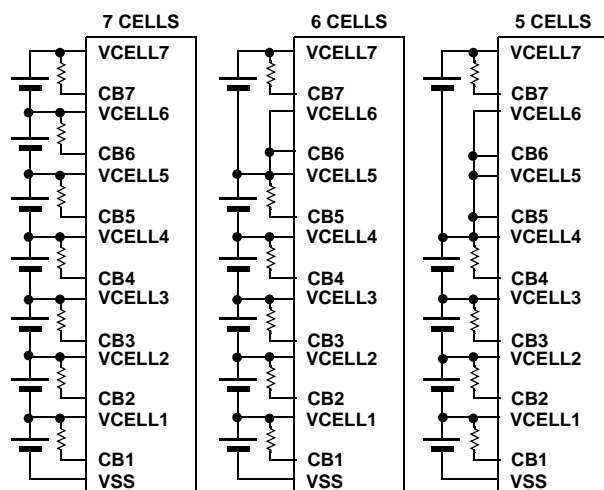 7 CELLS
VCELL7
CB7
VCELL6
CB6
VCELL5
CB5
VCELL4
CB4
VCELL3
CB3
VCELL2
CB2
VCELL1
CB1
VSS
6 CELLS
VCELL7
CB7
VCELL6
CB6
VCELL5
CB5
VCELL4
CB4
VCELL3
CB3
VCELL2
CB2
VCELL1
CB1
VSS
5 CELLS
VCELL7
CB7
VCELL6
CB6
VCELL5
CB5
VCELL4
CB4
VCELL3
CB3
VCELL2
CB2
VCELL1
CB1
VSS